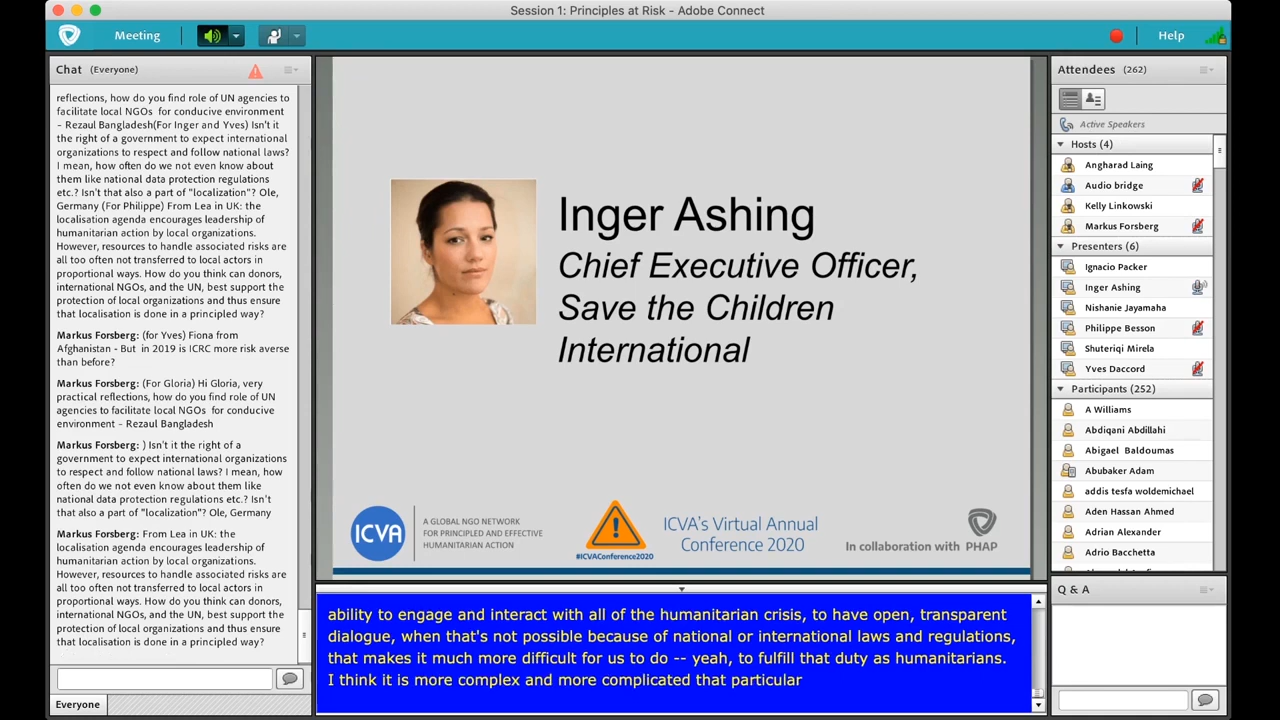 Session 1: Principles at Risk - Adobe Connect
Meeting
Help
Chat (Everyone)
reflections, how do you find role of UN agencies to
facilitate local NGOs for conducive environment
- Rezaul Bangladesh(For Inger and Yves) Isn't it
the right of a government to expect international
organizations to respect and follow national laws?
I mean, how often do we not even know about
them like national data protection regulations
etc.? Isn't that also a part of "localization"? Ole,
Germany (For Philippe) From Lea in UK: the
localisation agenda encourages leadership of
humanitarian action by local organizations.
However, resources to handle associated risks are
all too often not transferred to local actors in
proportional ways. How do you think can donors,
international NGOs, and the UN, best support the
protection of local organizations and thus ensure
that localisation is done in a principled way?
Markus Forsberg: (for Yves) Fiona from
Afghanistan - But in 2019 is ICRC more risk averse
than before?
Markus Forsberg: (For Gloria) Hi Gloria, very
practical reflections, how do you find role of UN
agencies to facilitate local NGOs for conducive
environment - Rezaul Bangladesh
Markus Forsberg: ) Isn't it the right of a
government to expect international organizations
to respect and follow national laws? I mean, how
often do we not even know about them like
national data protection regulations etc.? Isn't
that also a part of "localization"? Ole, Germany
Markus Forsberg: From Lea in UK: the
localisation agenda encourages leadership of
humanitarian action by local organizations.
However, resources to handle associated risks are
all too often not transferred to local actors in
proportional ways. How do you think can donors,
international NGOs, and the UN, best support the
protection of local organizations and thus ensure
that localisation is done in a principled way?
Everyone
Inger Ashing
Chief Executive Officer,
Save the Children
International
ICVA
A GLOBAL NGO NETWORK
FOR PRINCIPLED AND EFFECTIVE
HUMANITARIAN ACTION
#ICVAConference2020
ICVA's Virtual Annual
Conference 2020
In collaboration with PHAP
ability to engage and interact with all of the humanitarian crisis, to have open, transparent
dialogue, when that's not possible because of national or international laws and regulations,
that makes it much more difficult for us to do -- yeah, to fulfill that duty as humanitarians.
I think it is more complex and more complicated that particular
Attendees (262)
Active Speakers
Hosts (4)
Angharad Laing
Audio bridge
Kelly Linkowski
Markus Forsberg
Presenters (6)
Ignacio Packer
Inger Ashing
Nishanie Jayamaha
Philippe Besson
Shuteriqi Mirela
Yves Daccord
Participants (252)
A Williams
Abdiqani Abdillahi
Abigael Baldoumas
Abubaker Adam
addis tesfa woldemichael
Aden Hassan Ahmed
Adrian Alexander
Adrio Bacchetta
Q & A